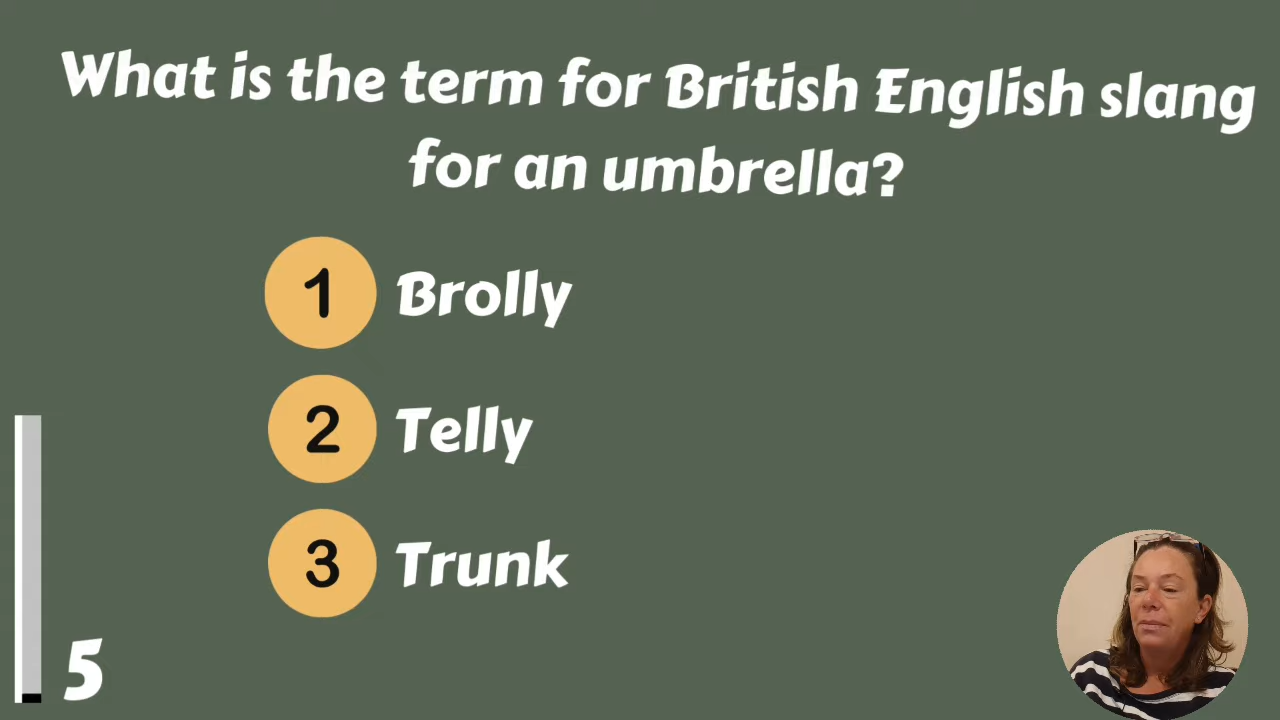 What is the term for British English slang
for an umbrella?
1 Brolly
2 Telly
3 Trunk
5